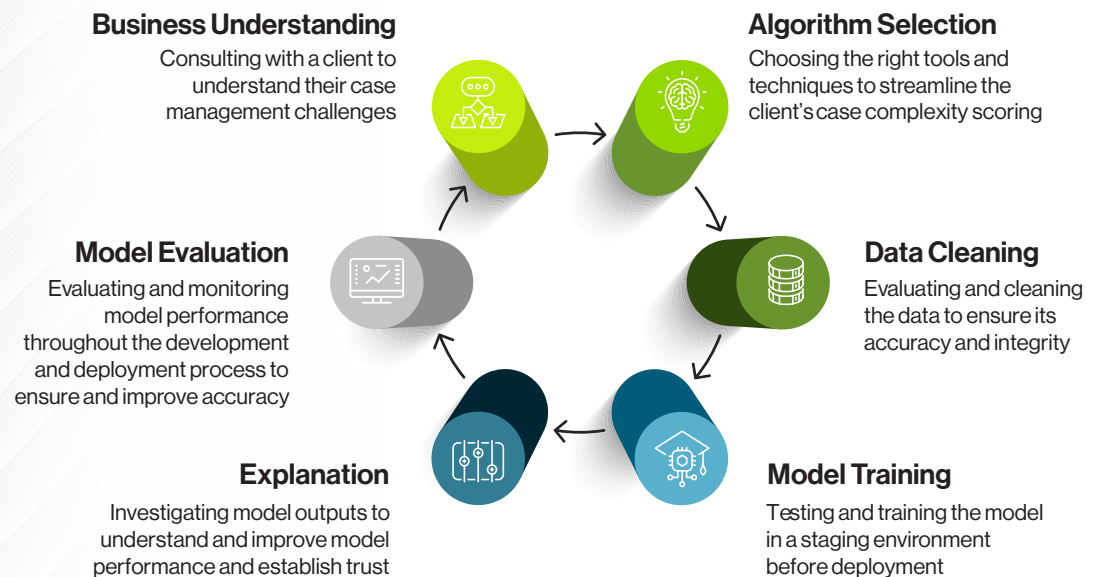 Business Understanding
Consulting with a client to
understand their case
management challenges
Algorithm Selection
Choosing the right tools and
techniques to streamline the
client's case complexity scoring
Data Cleaning
Evaluating and cleaning
the data to ensure its
accuracy and integrity
Model Training
Testing and training the model
in a staging environment
before deployment
Explanation
Investigating model outputs to
understand and improve model
performance and establish trust
Model Evaluation
Evaluating and monitoring
model performance
throughout the development
and deployment process to
ensure and improve accuracy